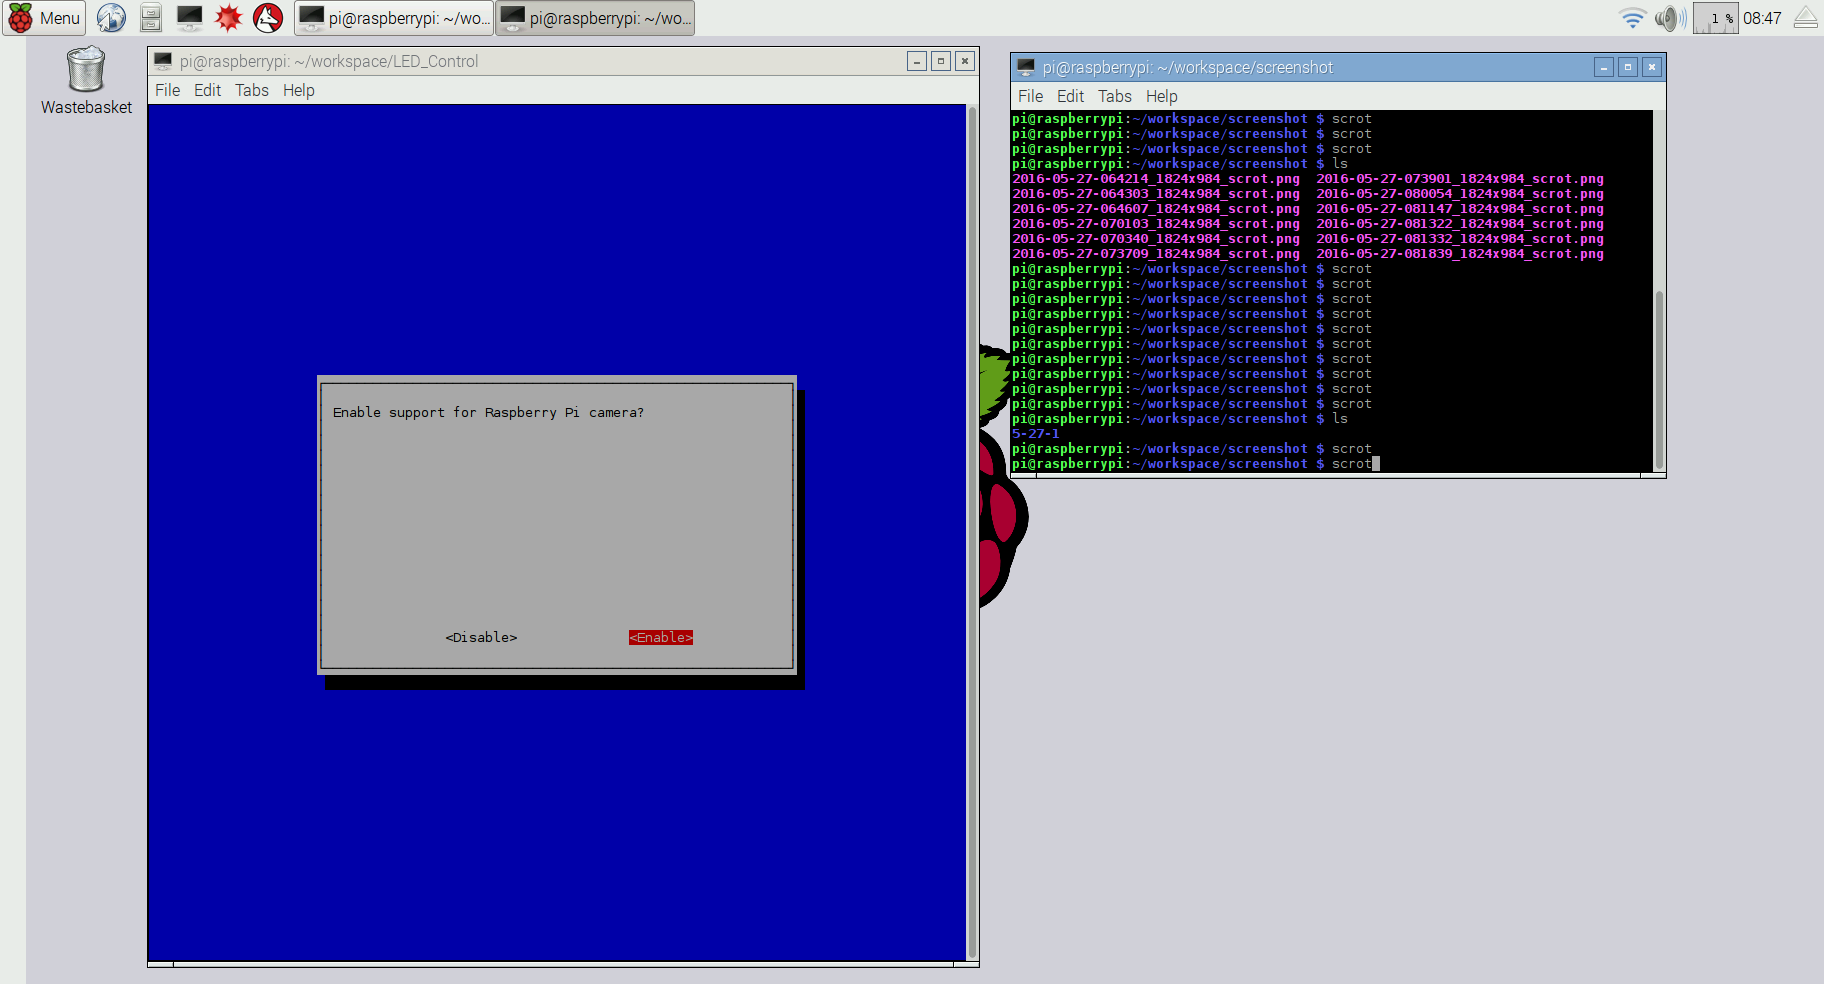 Menu
pi@raspberrypi: ~/wo...
pi@raspberrypi: ~/wo...
1 %
08:47
Wastebasket
pi@raspberrypi: ~/workspace/LED_Control
File Edit Tabs Help
Enable support for Raspberry Pi camera?
<Disable> <Enable>
pi@raspberrypi: ~/workspace/screenshot
File Edit Tabs Help
pi@raspberrypi:~/workspace/screenshot $ scrot
pi@raspberrypi:~/workspace/screenshot $ scrot
pi@raspberrypi:~/workspace/screenshot $ scrot
pi@raspberrypi:~/workspace/screenshot $ ls
2016-05-27-064214_1824x984_scrot.png 2016-05-27-073901_1824x984_scrot.png
2016-05-27-064303_1824x984_scrot.png 2016-05-27-080054_1824x984_scrot.png
2016-05-27-064607_1824x984_scrot.png 2016-05-27-081147_1824x984_scrot.png
2016-05-27-070103_1824x984_scrot.png 2016-05-27-081322_1824x984_scrot.png
2016-05-27-070340_1824x984_scrot.png 2016-05-27-081332_1824x984_scrot.png
2016-05-27-073709_1824x984_scrot.png 2016-05-27-081839_1824x984_scrot.png
pi@raspberrypi:~/workspace/screenshot $ scrot
pi@raspberrypi:~/workspace/screenshot $ scrot
pi@raspberrypi:~/workspace/screenshot $ scrot
pi@raspberrypi:~/workspace/screenshot $ scrot
pi@raspberrypi:~/workspace/screenshot $ scrot
pi@raspberrypi:~/workspace/screenshot $ scrot
pi@raspberrypi:~/workspace/screenshot $ scrot
pi@raspberrypi:~/workspace/screenshot $ scrot
pi@raspberrypi:~/workspace/screenshot $ scrot
pi@raspberrypi:~/workspace/screenshot $ scrot
pi@raspberrypi:~/workspace/screenshot $ ls
5-27-1
pi@raspberrypi:~/workspace/screenshot $ scrot
pi@raspberrypi:~/workspace/screenshot $ scrot